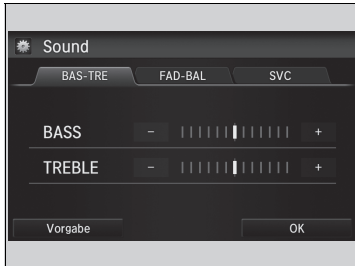 Sound
BAS-TRE FAD-BAL SVC
BASS - +
TREBLE - +
Vorgabe OK